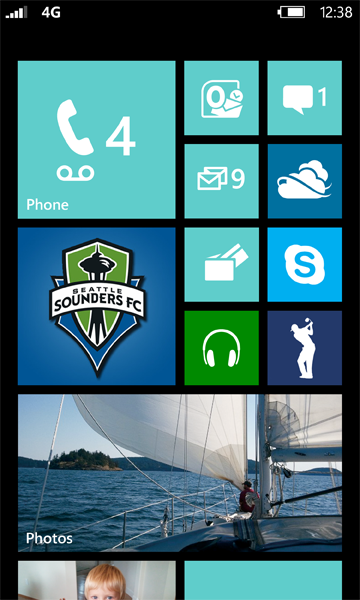 4G
12:38
4
1
Phone
9
SEATTLE
SOUNDERS FC
S
Photos